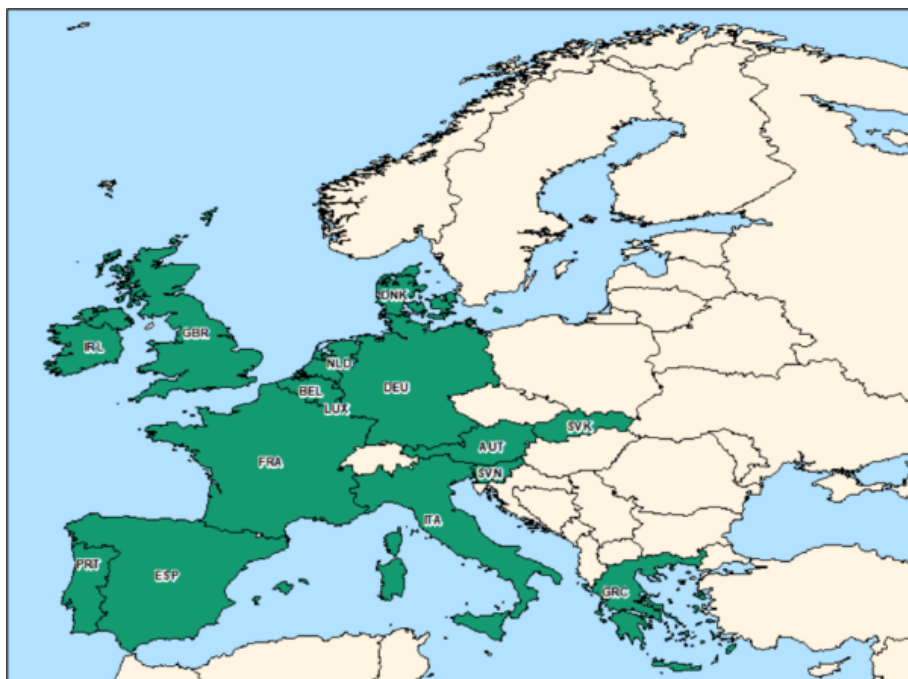 DNK
GBR
IRL
NLD
BEL
DEU
LUX
SVK
AUT
FRA
SVN
ITA
PRT
ESP
GRC